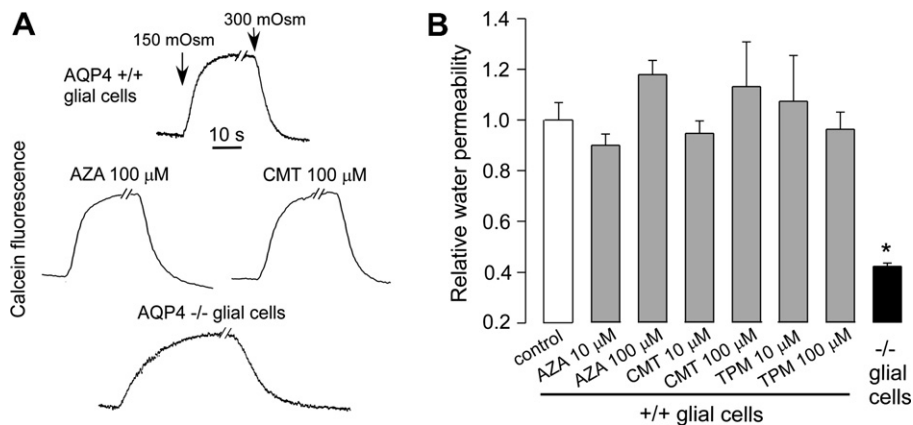 A
150 mOsm
300 mOsm
AQP4 +/+
glial cells
10 s
AZA 100 μM
CMT 100 μM
AQP4 -/- glial cells
Calcein fluorescence
B
Relative water permeability
1.4
1.2
1.0
0.8
0.6
0.4
0.2
*
control
AZA 10 μM
AZA 100 μM
CMT 10 μM
CMT 100 μM
TPM 10 μM
TPM 100 μM
+/+ glial cells
-/-
glial
cells